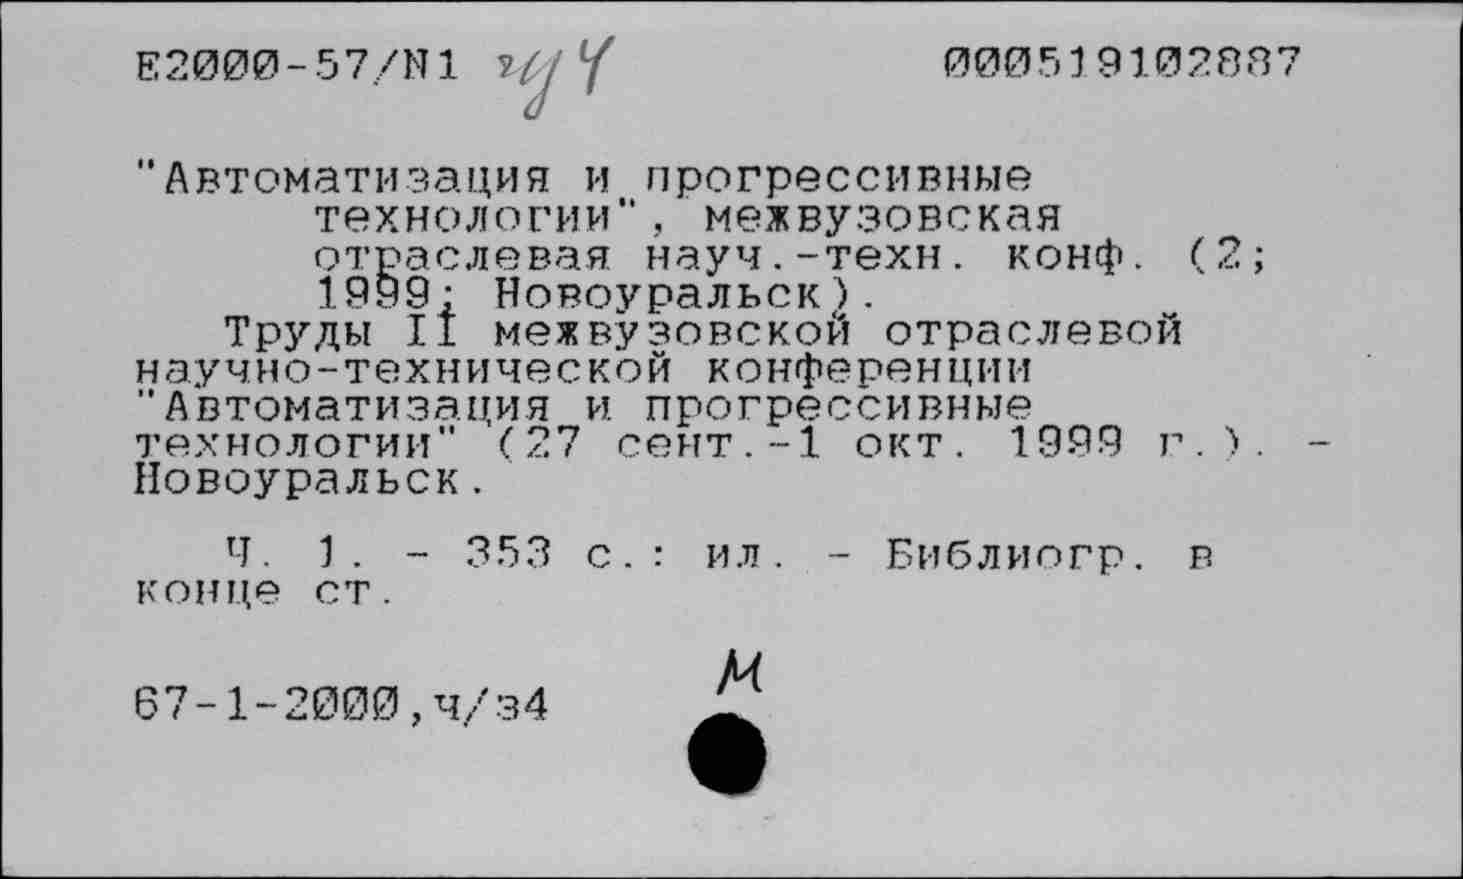 E2000-57/N1 000519102887
"Автоматизация и прогрессивные
технологии", межвузовская
отраслевая науч.-техн. конф. (2;
1999; Новоуральск).
Труды II межвузовской отраслевой
научно-технической конференции
"Автоматизация и прогрессивные
технологии" (27 сент.-1 окт. 1999 г.). -
Новоуральск.
Ч. 1. - 353 с.: ил. - Библиогр. в
конце ст.
М
67-1-2000,ч/з4